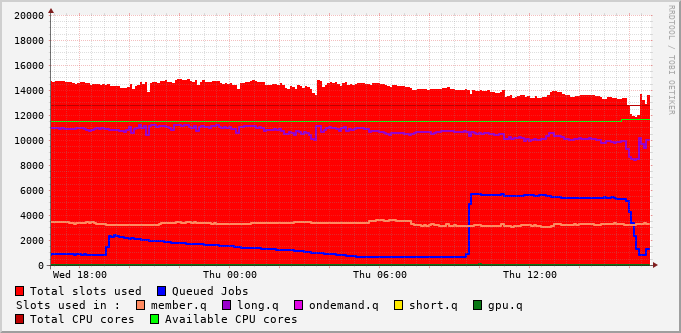 20000
18000
16000
14000
12000
10000
8000
6000
4000
2000
0
Wed 18:00 Thu 00:00 Thu 06:00 Thu 12:00
RRDTOOL / TOBI OETIKER
Total slots used Queued Jobs
Slots used in : member.q long.q ondemand.q short.q gpu.q
Total CPU cores Available CPU cores